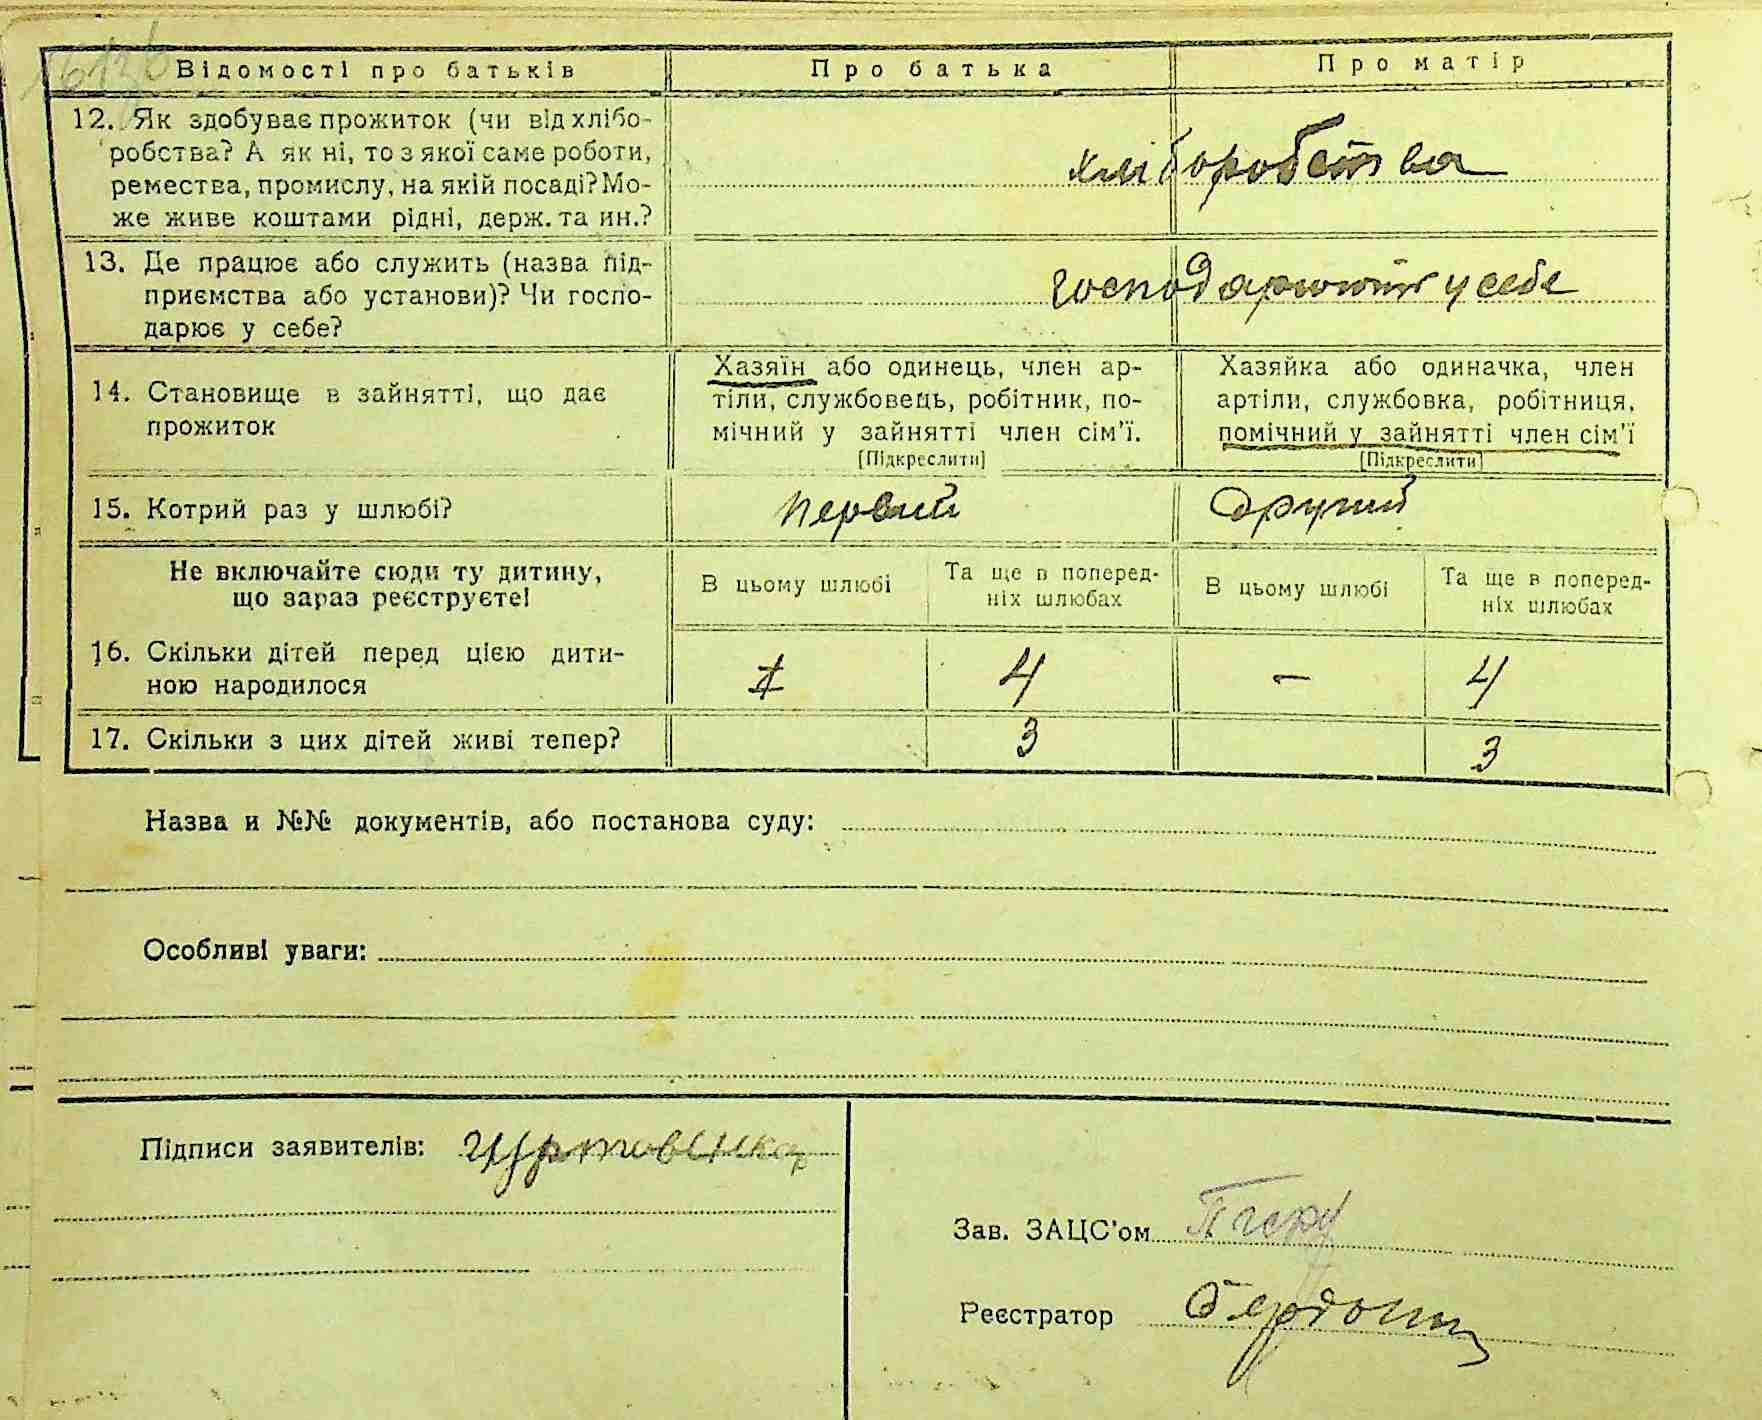 Відомості про батьків Про батька Про матір
12. Як здобуває прожиток (чи від хлібо-
робства? А як ні, то з якої саме роботи,
ремества, промислу, на якій посаді? Мо-
же живе коштами рідні, держ. та ин.?
хліборобства
13. Де працює або служить (назва під-
приємства або установи)? Чи госпо-
дарює у себе?
господарюють у себе
14. Становище в зайнятті, що дає
прожиток
Хазяїн або одинець, член ар-
тіли, службовець, робітник, по-
мічний у зайнятті член сім'ї.
[Підкреслити]
Хазяйка або одиначка, член
артіли, службовка, робітниця,
помічний у зайнятті член сім'ї
[Підкреслити]
15. Котрий раз у шлюбі? первий другий
Не включайте сюди ту дитину,
що зараз реєструєте!
В цьому шлюбі
Та ще в поперед-
ніх шлюбах
В цьому шлюбі
Та ще в поперед-
ніх шлюбах
16. Скільки дітей перед цією дити-
ною народилося
4 – 4
17. Скільки з цих дітей живі тепер? 3 3
Назва и №№ документів, або постанова суду:
Особливі уваги:
Підписи заявителів:
Зав. ЗАЦС'ом
Реєстратор